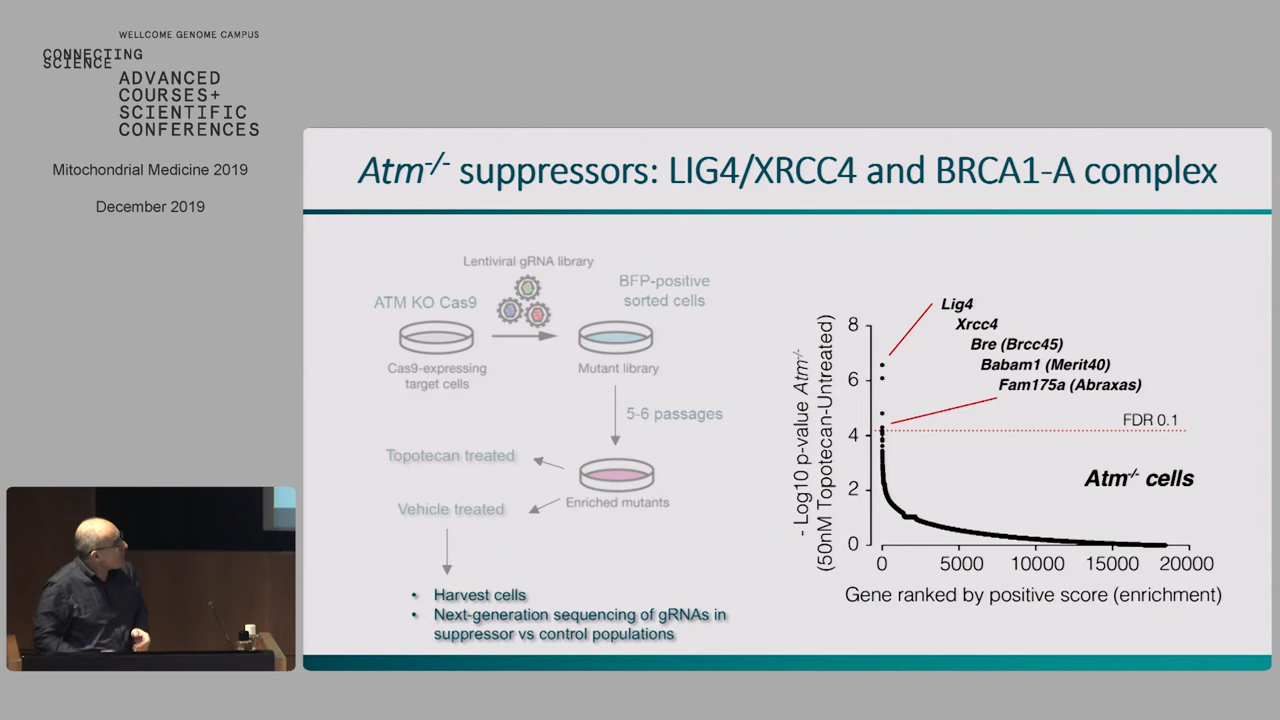 WELLCOME GENOME CAMPUS
CONNECTING
SCIENCE
ADVANCED
COURSES+
SCIENTIFIC
CONFERENCES
Mitochondrial Medicine 2019
December 2019
Atm-/- suppressors: LIG4/XRCC4 and BRCA1-A complex
Lentiviral gRNA library
ATM KO Cas9
BFP-positive
sorted cells
Cas9-expressing
target cells
Mutant library
5-6 passages
Topotecan treated
Enriched mutants
Vehicle treated
• Harvest cells
• Next-generation sequencing of gRNAs in
suppressor vs control populations
- Log10 p-value Atm-/-
(50nM Topotecan-Untreated)
8
6
4
2
0
Lig4
Xrcc4
Bre (Brcc45)
Babam1 (Merit40)
Fam175a (Abraxas)
FDR 0.1
Atm-/- cells
0 5000 10000 15000 20000
Gene ranked by positive score (enrichment)